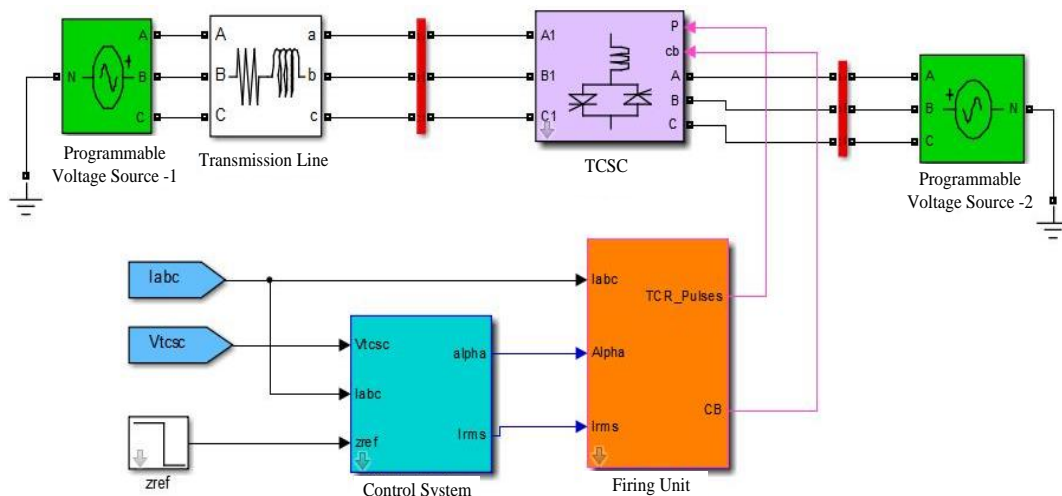 A A a A1 P
cb
N B B b B1 A A
B B N
C C c C1 C C
Programmable
Voltage Source -1
Transmission Line
TCSC
Programmable
Voltage Source -2
Iabc
Iabc
TCR_Pulses
Vtcsc
Vtcsc
alpha
Alpha
Iabc
CB
zref
Irms
Irms
zref
Control System
Firing Unit